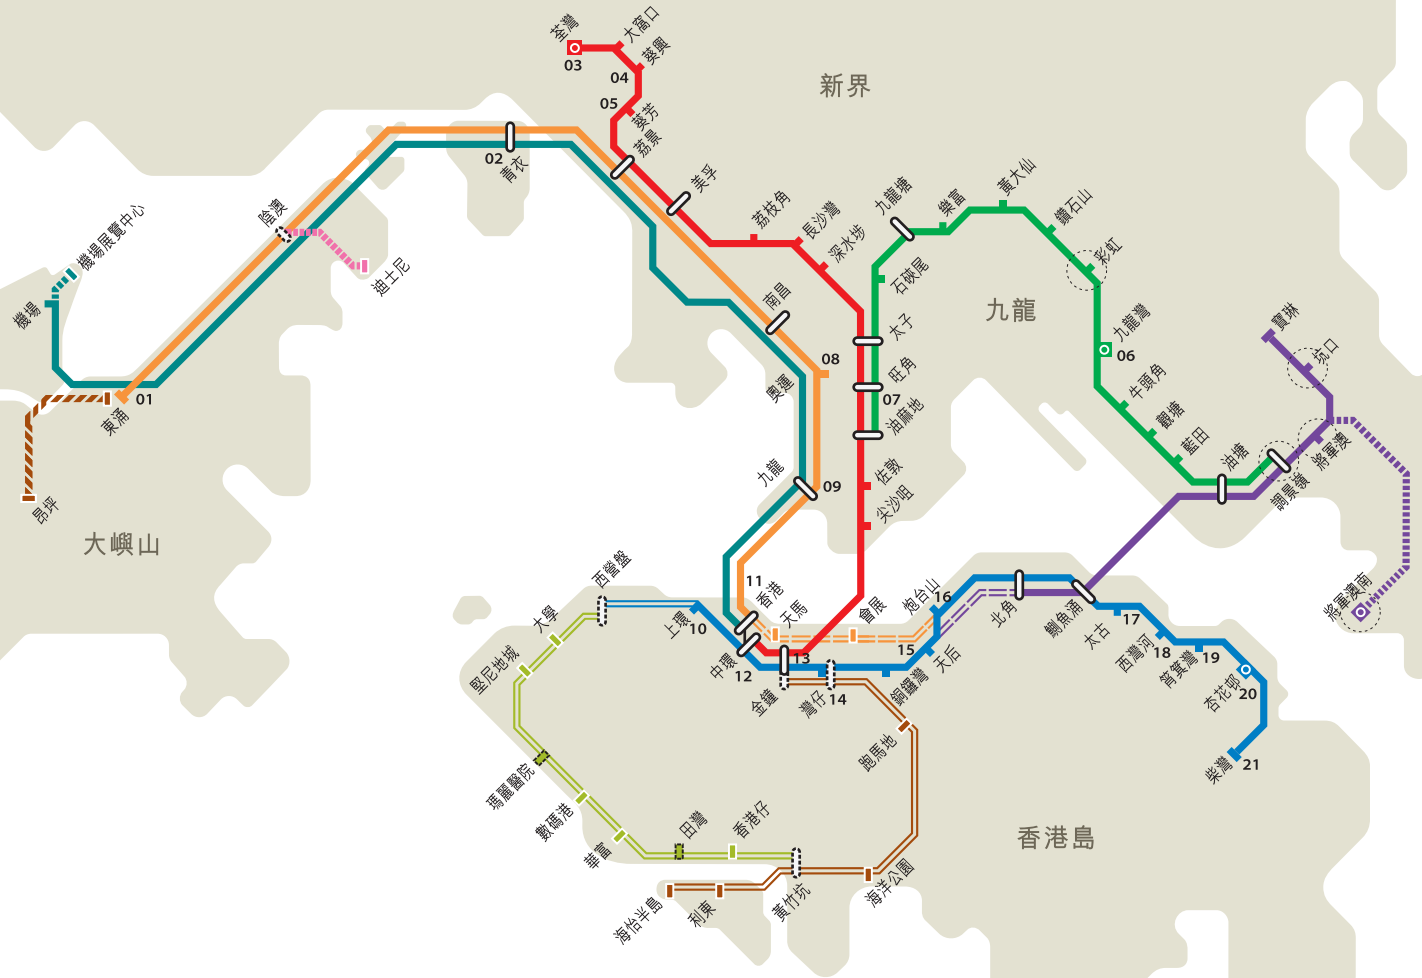 荃灣
03
大窩口
04
葵興
05
葵芳
荔景
新界
02
青衣
美孚
荔枝角
長沙灣
深水埗
九龍塘
樂富
黃大仙
鑽石山
彩虹
機場展覽中心
陰澳
迪士尼
機場
石硤尾
南昌
太子
九龍
九龍灣
06
寶琳
坑口
08
奧運
旺角
07
油麻地
牛頭角
觀塘
藍田
油塘
調景嶺
將軍澳
01
東涌
昂坪
大嶼山
九龍
09
佐敦
尖沙咀
11
香港
天馬
會展
炮台山
16
西營盤
大學
堅尼地城
上環
10
中環
12
13
金鐘
灣仔
14
銅鑼灣
15
天后
北角
鰂魚涌
太古
17
西灣河
18
筲箕灣
19
杏花邨
20
柴灣
21
將軍澳南
跑馬地
瑪麗醫院
數碼港
華富
田灣
香港仔
香港島
海怡半島
利東
黃竹坑
海洋公園